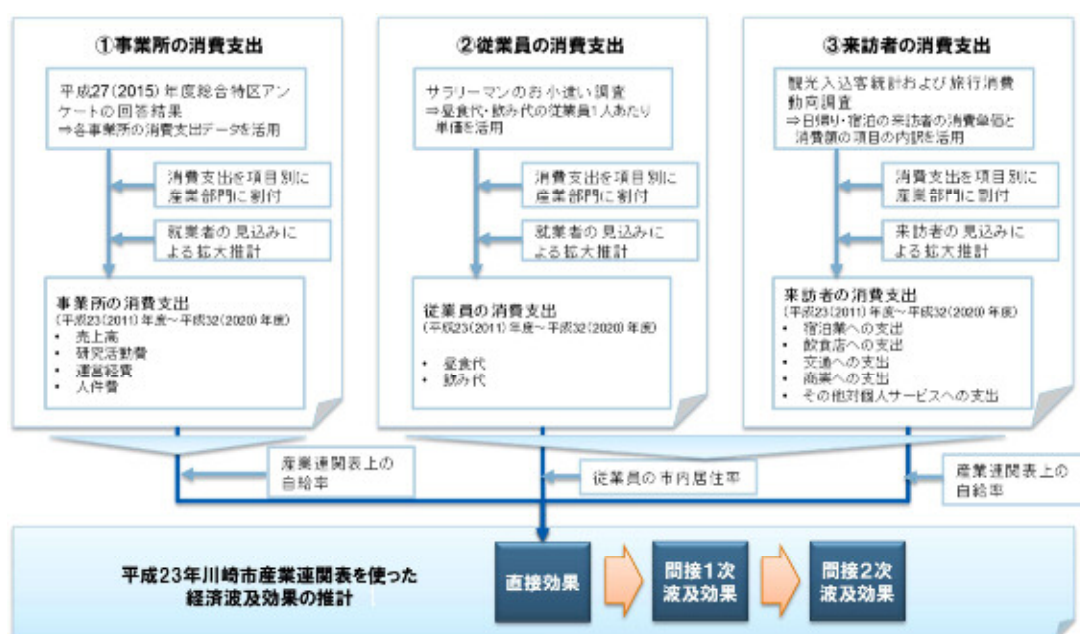 ①事業所の消費支出
平成27(2015)年度総合特区アン
ケートの回答結果
⇒各事業所の消費支出データを活用
消費支出を項目別に
産業部門に割付
就業者の見込みに
よる拡大推計
事業所の消費支出
(平成23(2011)年度～平成32(2020)年度)
• 売上高
• 研究活動費
• 運営経費
• 人件費
②従業員の消費支出
サラリーマンのお小遣い調査
⇒昼食代・飲み代の従業員1人あたり
単価を活用
消費支出を項目別に
産業部門に割付
就業者の見込みに
よる拡大推計
従業員の消費支出
(平成23(2011)年度～平成32(2020)年度)
• 昼食代
• 飲み代
③来訪者の消費支出
観光入込客統計および旅行消費
動向調査
⇒日帰り・宿泊の来訪者の消費単価と
消費額の項目の内訳を活用
消費支出を項目別に
産業部門に割付
来訪者の見込みに
よる拡大推計
来訪者の消費支出
(平成23(2011)年度～平成32(2020)年度)
• 宿泊業への支出
• 飲食店への支出
• 交通への支出
• 商業への支出
• その他対個人サービスへの支出
産業連関表上の
自給率
従業員の市内居住率
産業連関表上の
自給率
平成23年川崎市産業連関表を使った
経済波及効果の推計
直接効果
間接1次
波及効果
間接2次
波及効果